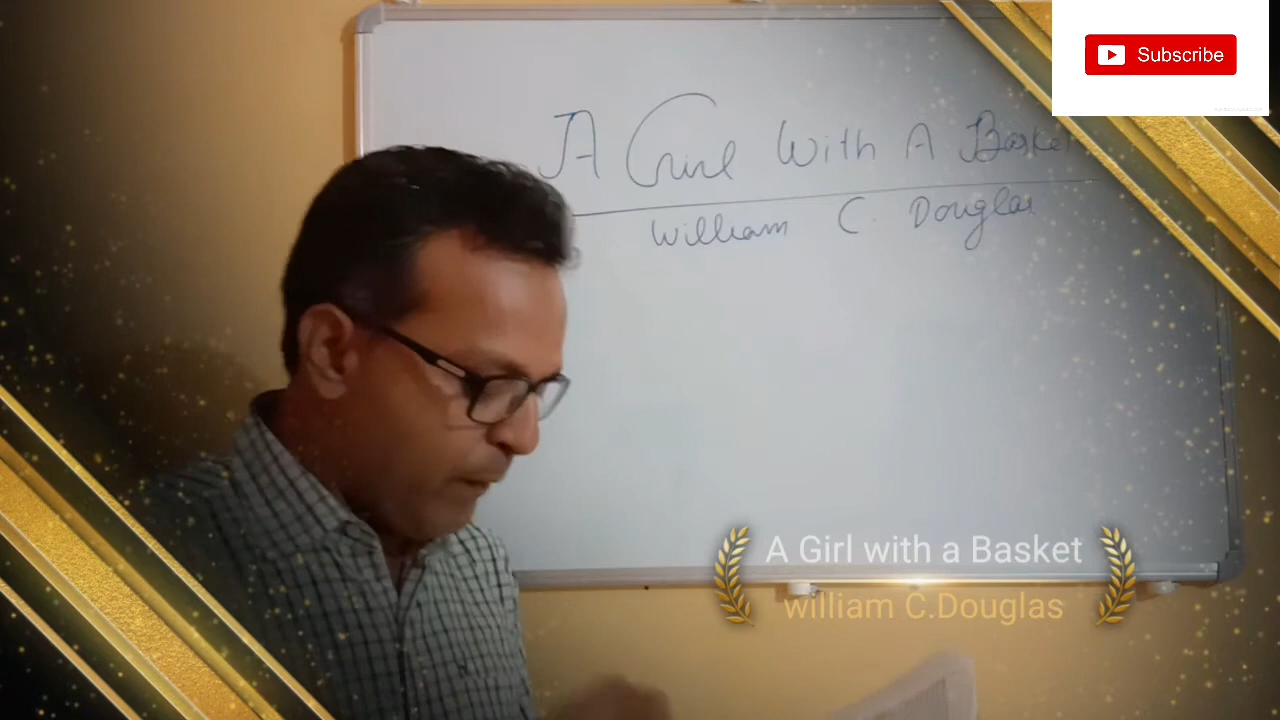 Subscribe
A Girl With A Basket
William C. Douglas
A Girl with a Basket
william C.Douglas